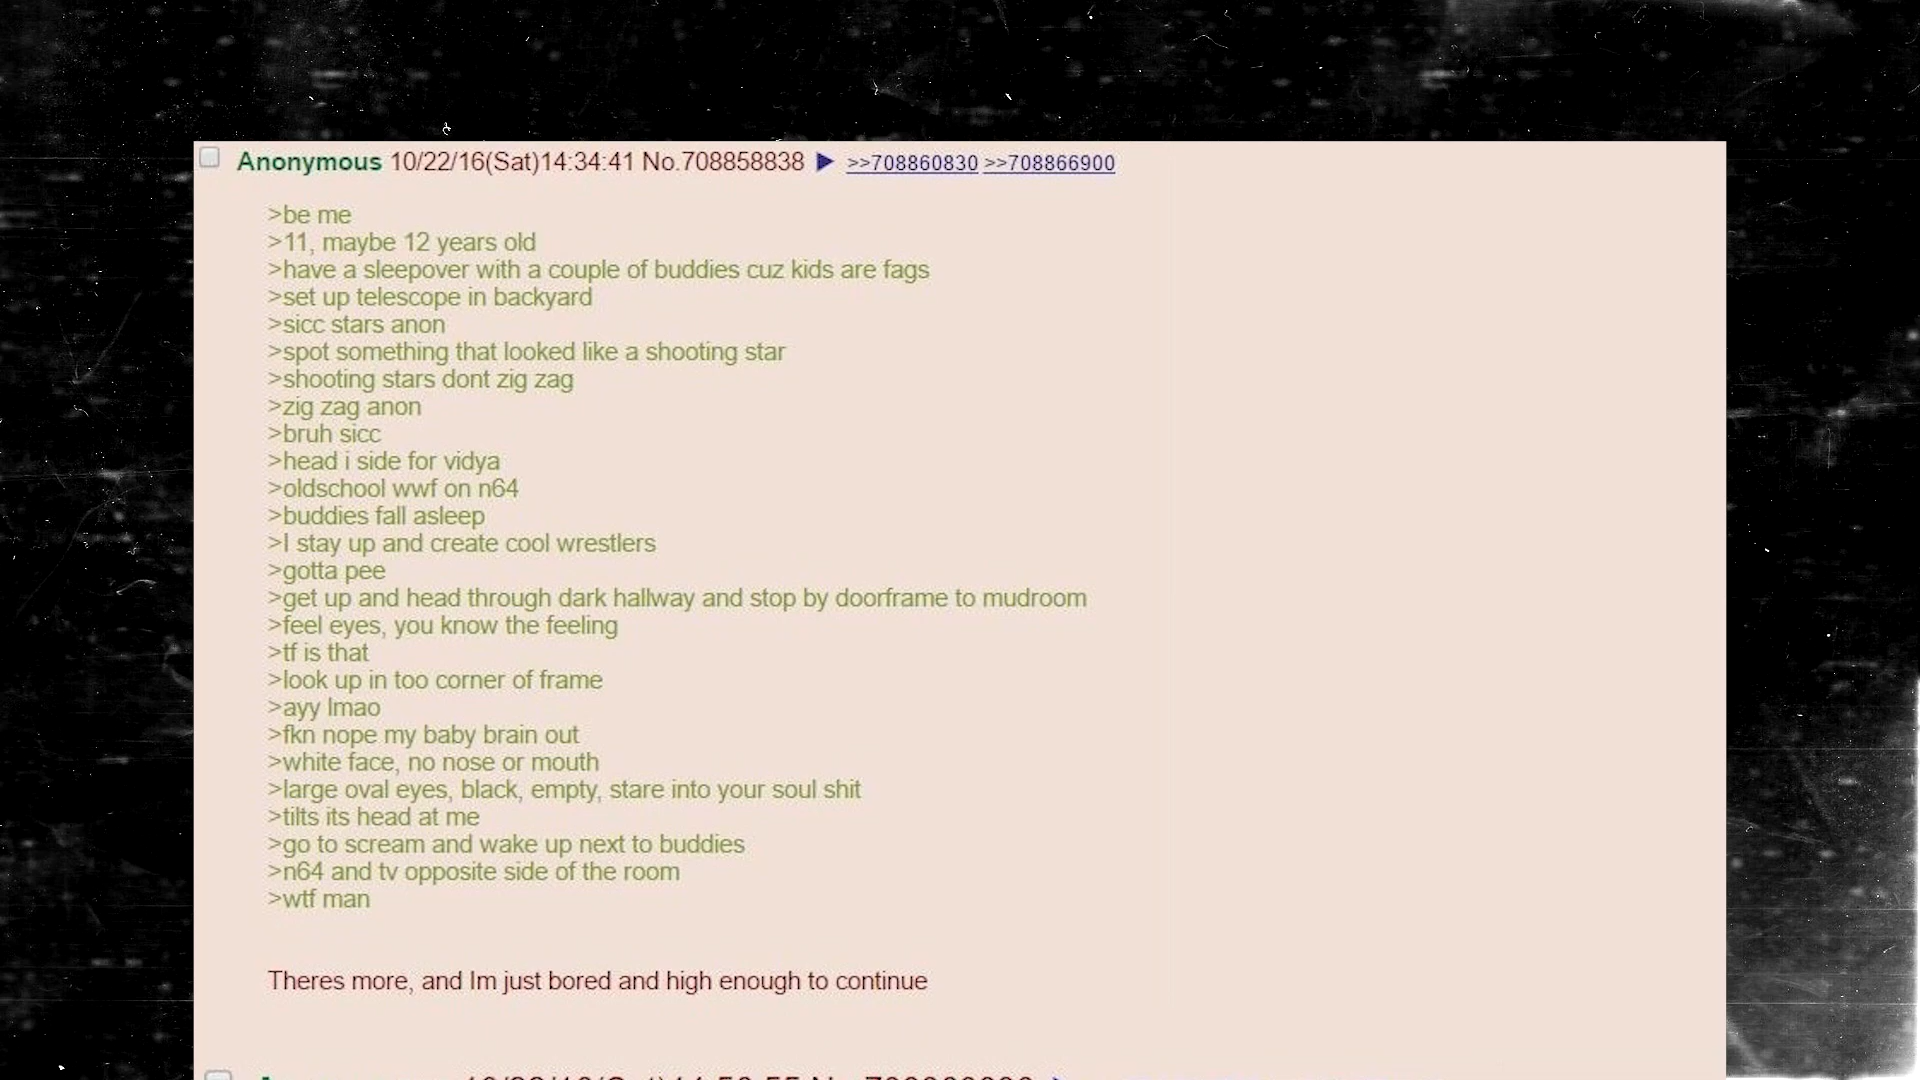 Anonymous 10/22/16(Sat)14:34:41 No.708858838 ▶ >>708860830 >>708866900
>be me
>11, maybe 12 years old
>have a sleepover with a couple of buddies cuz kids are fags
>set up telescope in backyard
>sicc stars anon
>spot something that looked like a shooting star
>shooting stars dont zig zag
>zig zag anon
>bruh sicc
>head i side for vidya
>oldschool wwf on n64
>buddies fall asleep
>I stay up and create cool wrestlers
>gotta pee
>get up and head through dark hallway and stop by doorframe to mudroom
>feel eyes, you know the feeling
>tf is that
>look up in too corner of frame
>ayy lmao
>fkn nope my baby brain out
>white face, no nose or mouth
>large oval eyes, black, empty, stare into your soul shit
>tilts its head at me
>go to scream and wake up next to buddies
>n64 and tv opposite side of the room
>wtf man
Theres more, and Im just bored and high enough to continue